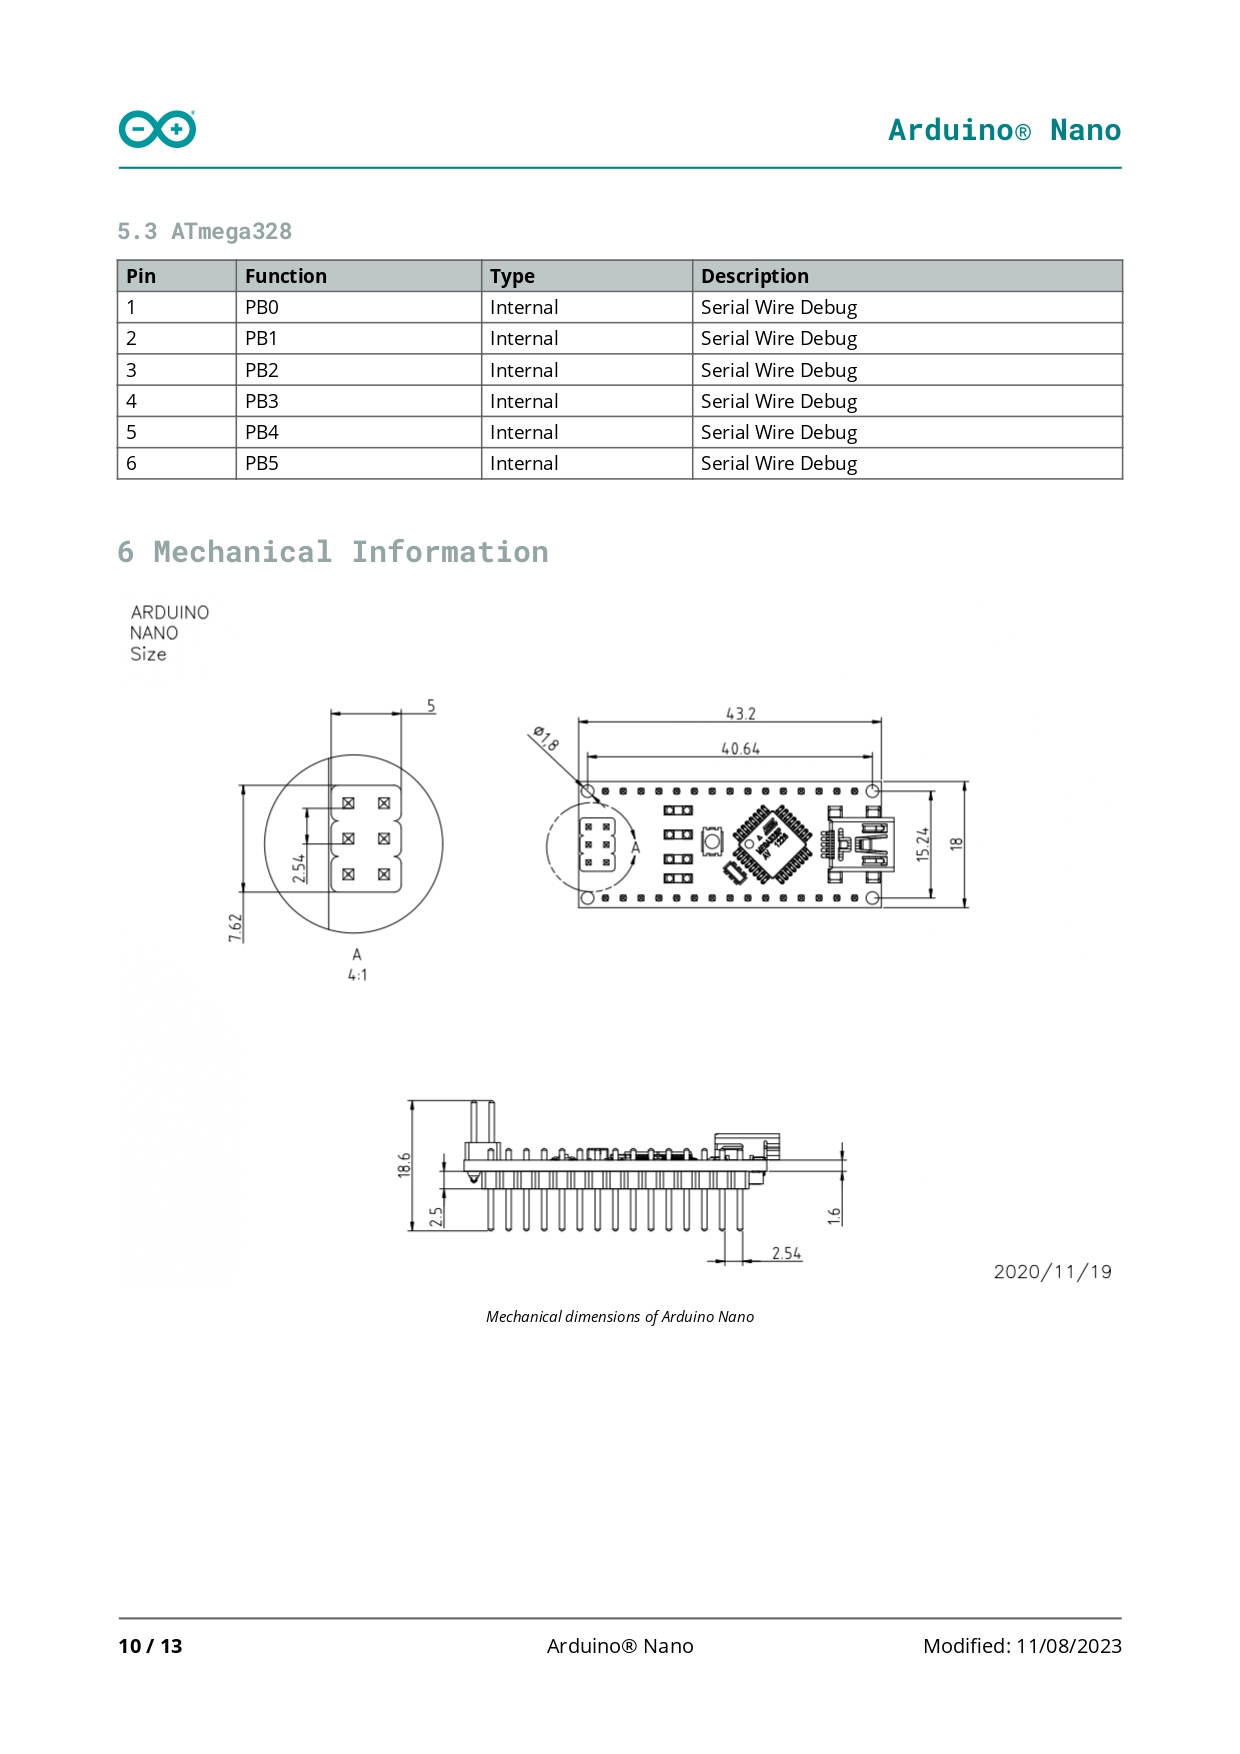 Arduino® Nano
5.3 ATmega328
Pin Function Type Description
1 PB0 Internal Serial Wire Debug
2 PB1 Internal Serial Wire Debug
3 PB2 Internal Serial Wire Debug
4 PB3 Internal Serial Wire Debug
5 PB4 Internal Serial Wire Debug
6 PB5 Internal Serial Wire Debug
6 Mechanical Information
ARDUINO
NANO
Size
5
2.54
7.62
A
4:1
43.2
40.64
ø1,8
A
15.24
18
18.6
2.5
1.6
2.54
2020/11/19
Mechanical dimensions of Arduino Nano
10 / 13 Arduino® Nano Modified: 11/08/2023